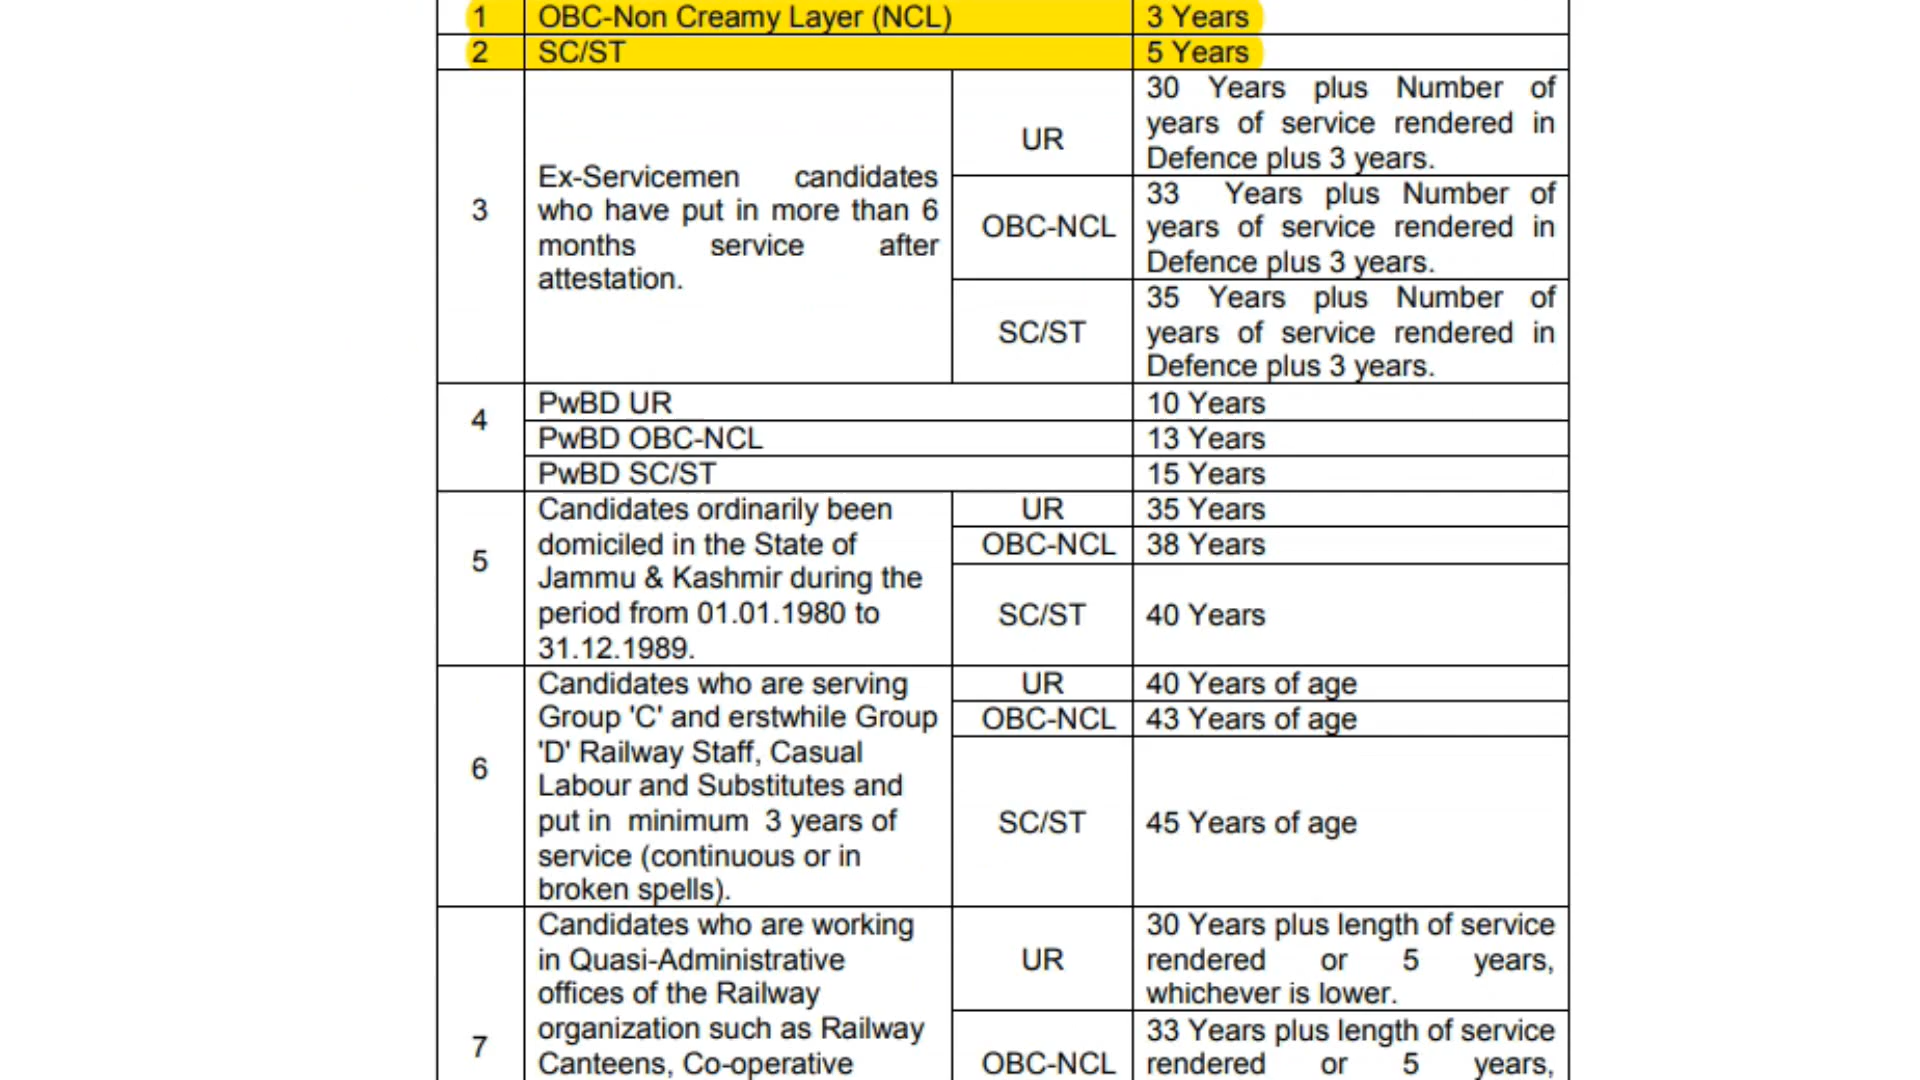 1 OBC-Non Creamy Layer (NCL) 3 Years
2 SC/ST 5 Years
3
Ex-Servicemen candidates
who have put in more than 6
months service after
attestation.
UR
30 Years plus Number of
years of service rendered in
Defence plus 3 years.
OBC-NCL
33 Years plus Number of
years of service rendered in
Defence plus 3 years.
SC/ST
35 Years plus Number of
years of service rendered in
Defence plus 3 years.
4
PwBD UR 10 Years
PwBD OBC-NCL 13 Years
PwBD SC/ST 15 Years
5
Candidates ordinarily been
domiciled in the State of
Jammu & Kashmir during the
period from 01.01.1980 to
31.12.1989.
UR 35 Years
OBC-NCL 38 Years
SC/ST 40 Years
6
Candidates who are serving
Group 'C' and erstwhile Group
'D' Railway Staff, Casual
Labour and Substitutes and
put in minimum 3 years of
service (continuous or in
broken spells).
UR 40 Years of age
OBC-NCL 43 Years of age
SC/ST 45 Years of age
7
Candidates who are working
in Quasi-Administrative
offices of the Railway
organization such as Railway
Canteens, Co-operative
UR
30 Years plus length of service
rendered or 5 years,
whichever is lower.
OBC-NCL
33 Years plus length of service
rendered or 5 years,